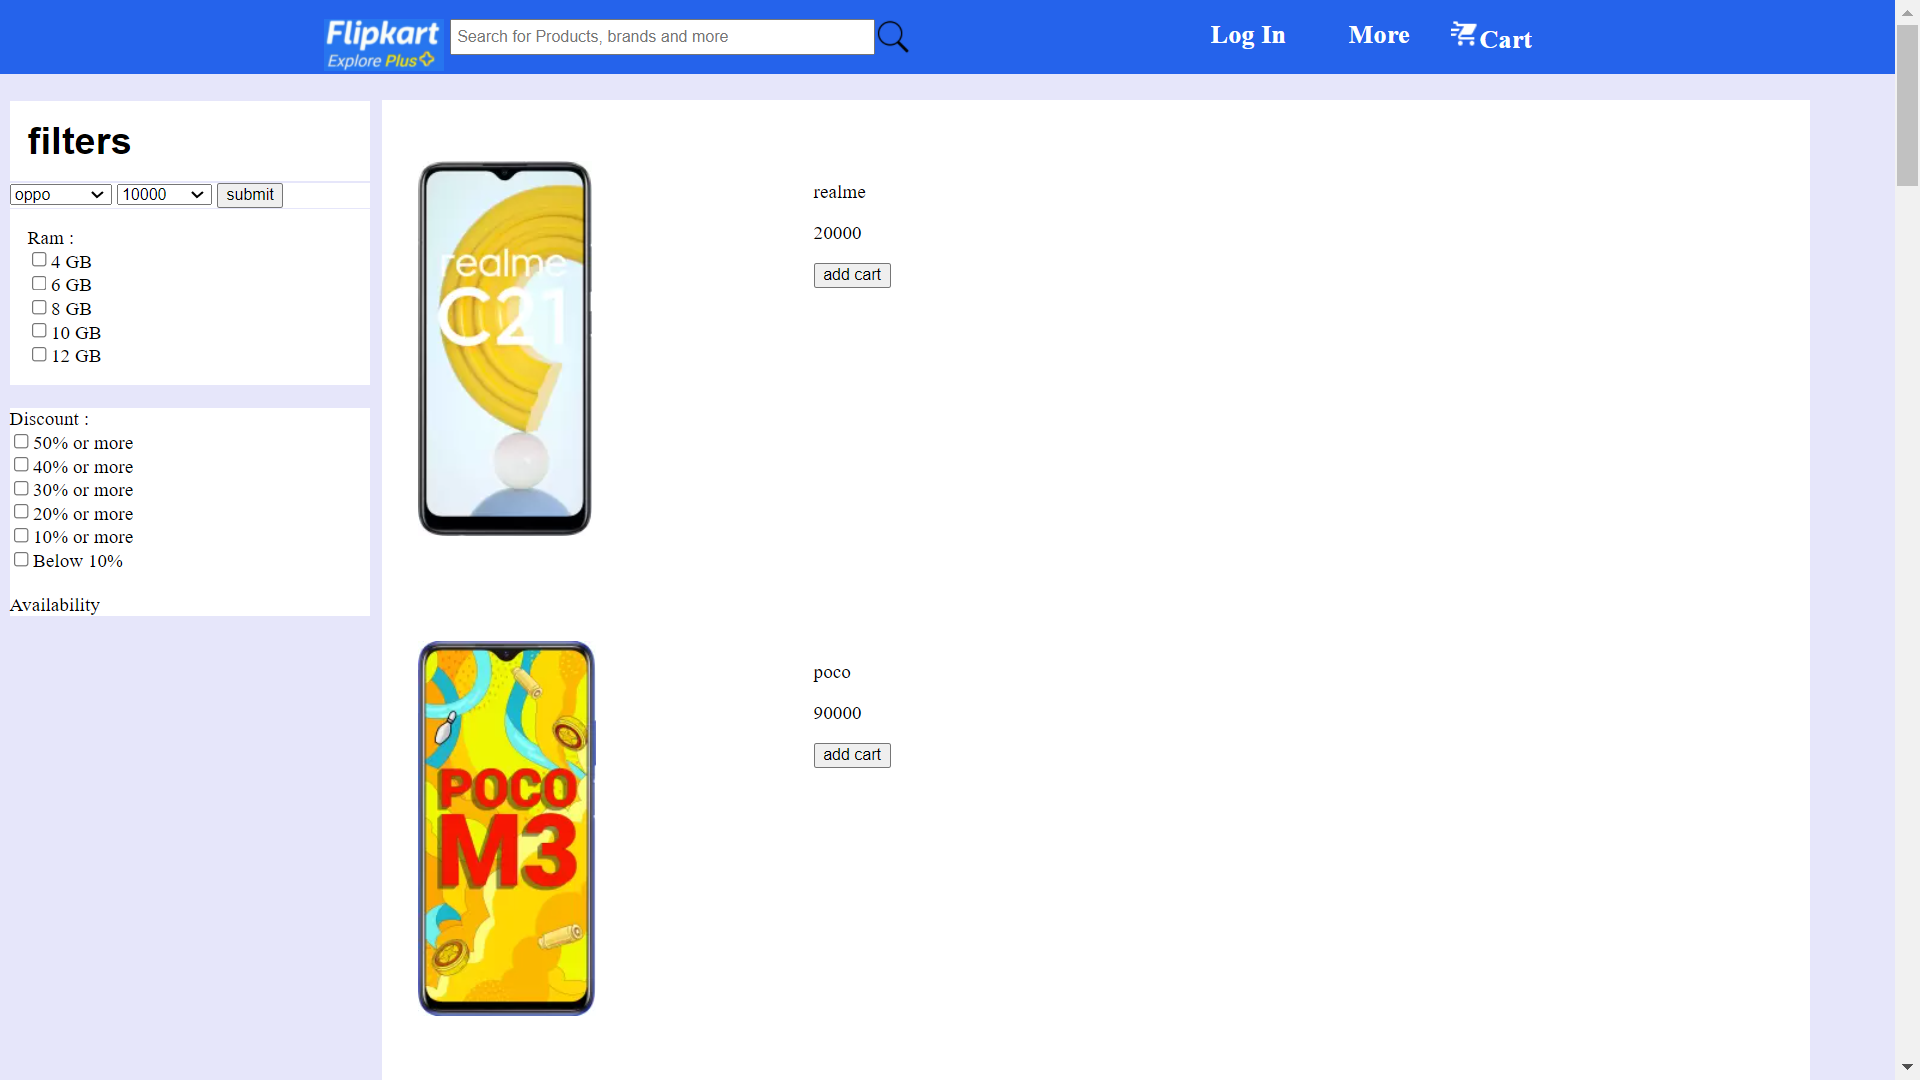 Flipkart
Explore Plus
Search for Products, brands and more
Log In
More
Cart
filters
oppo
10000
submit
Ram :
4 GB
6 GB
8 GB
10 GB
12 GB
Discount :
50% or more
40% or more
30% or more
20% or more
10% or more
Below 10%
Availability
realme
C21
realme
20000
add cart
POCO
M3
poco
90000
add cart